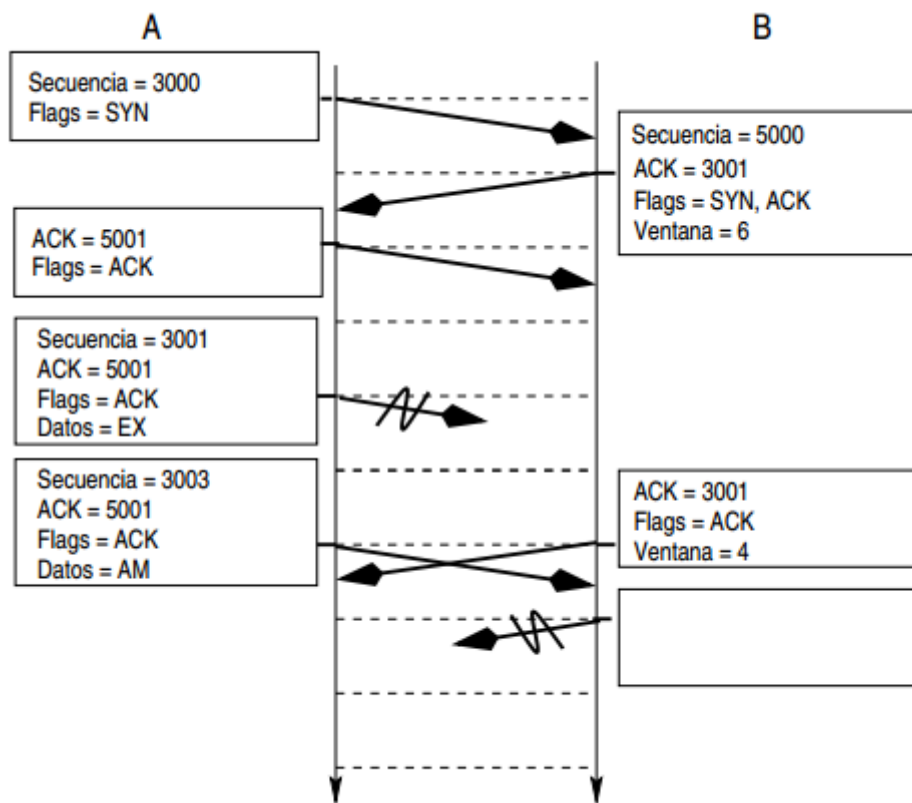 A
B
Secuencia = 3000
Flags = SYN
Secuencia = 5000
ACK = 3001
Flags = SYN, ACK
Ventana = 6
ACK = 5001
Flags = ACK
Secuencia = 3001
ACK = 5001
Flags = ACK
Datos = EX
Secuencia = 3003
ACK = 5001
Flags = ACK
Datos = AM
ACK = 3001
Flags = ACK
Ventana = 4